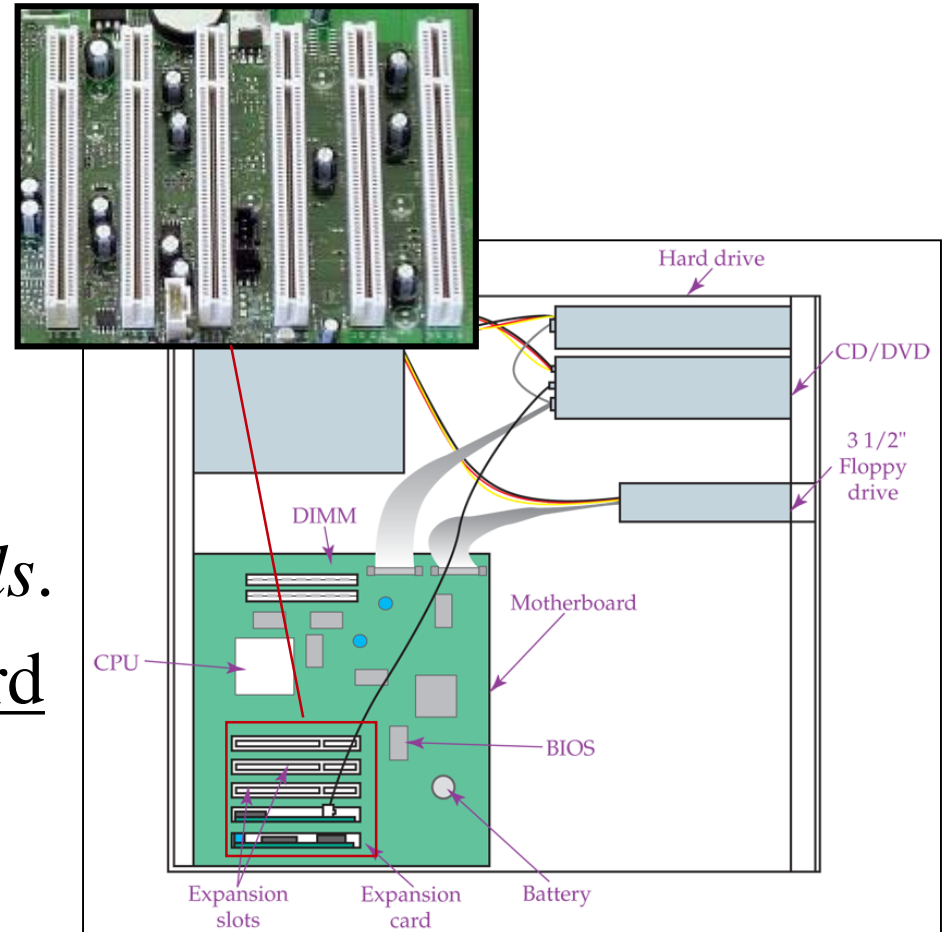 Hard drive
CD/DVD
3 1/2"
Floppy
drive
DIMM
Motherboard
CPU
BIOS
Expansion
slots
Expansion
card
Battery